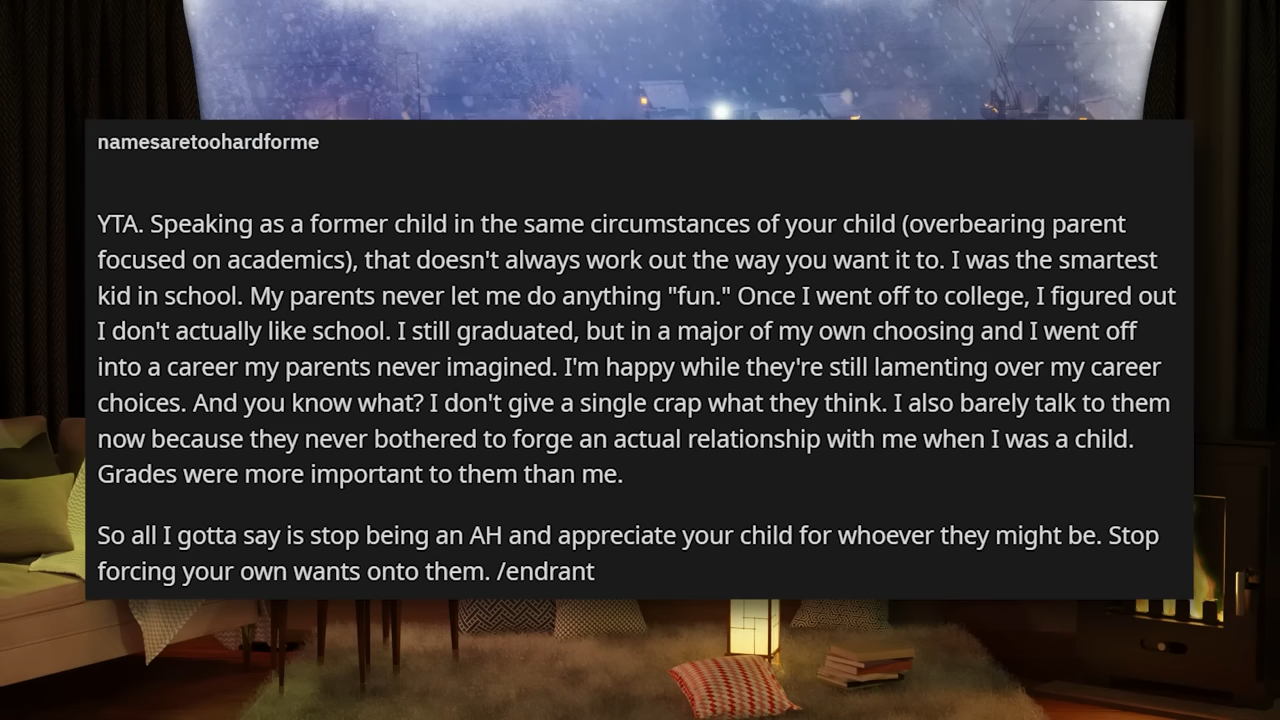 namesaretoohardforme
YTA. Speaking as a former child in the same circumstances of your child (overbearing parent
focused on academics), that doesn't always work out the way you want it to. I was the smartest
kid in school. My parents never let me do anything "fun." Once I went off to college, I figured out
I don't actually like school. I still graduated, but in a major of my own choosing and I went off
into a career my parents never imagined. I'm happy while they're still lamenting over my career
choices. And you know what? I don't give a single crap what they think. I also barely talk to them
now because they never bothered to forge an actual relationship with me when I was a child.
Grades were more important to them than me.
So all I gotta say is stop being an AH and appreciate your child for whoever they might be. Stop
forcing your own wants onto them. /endrant